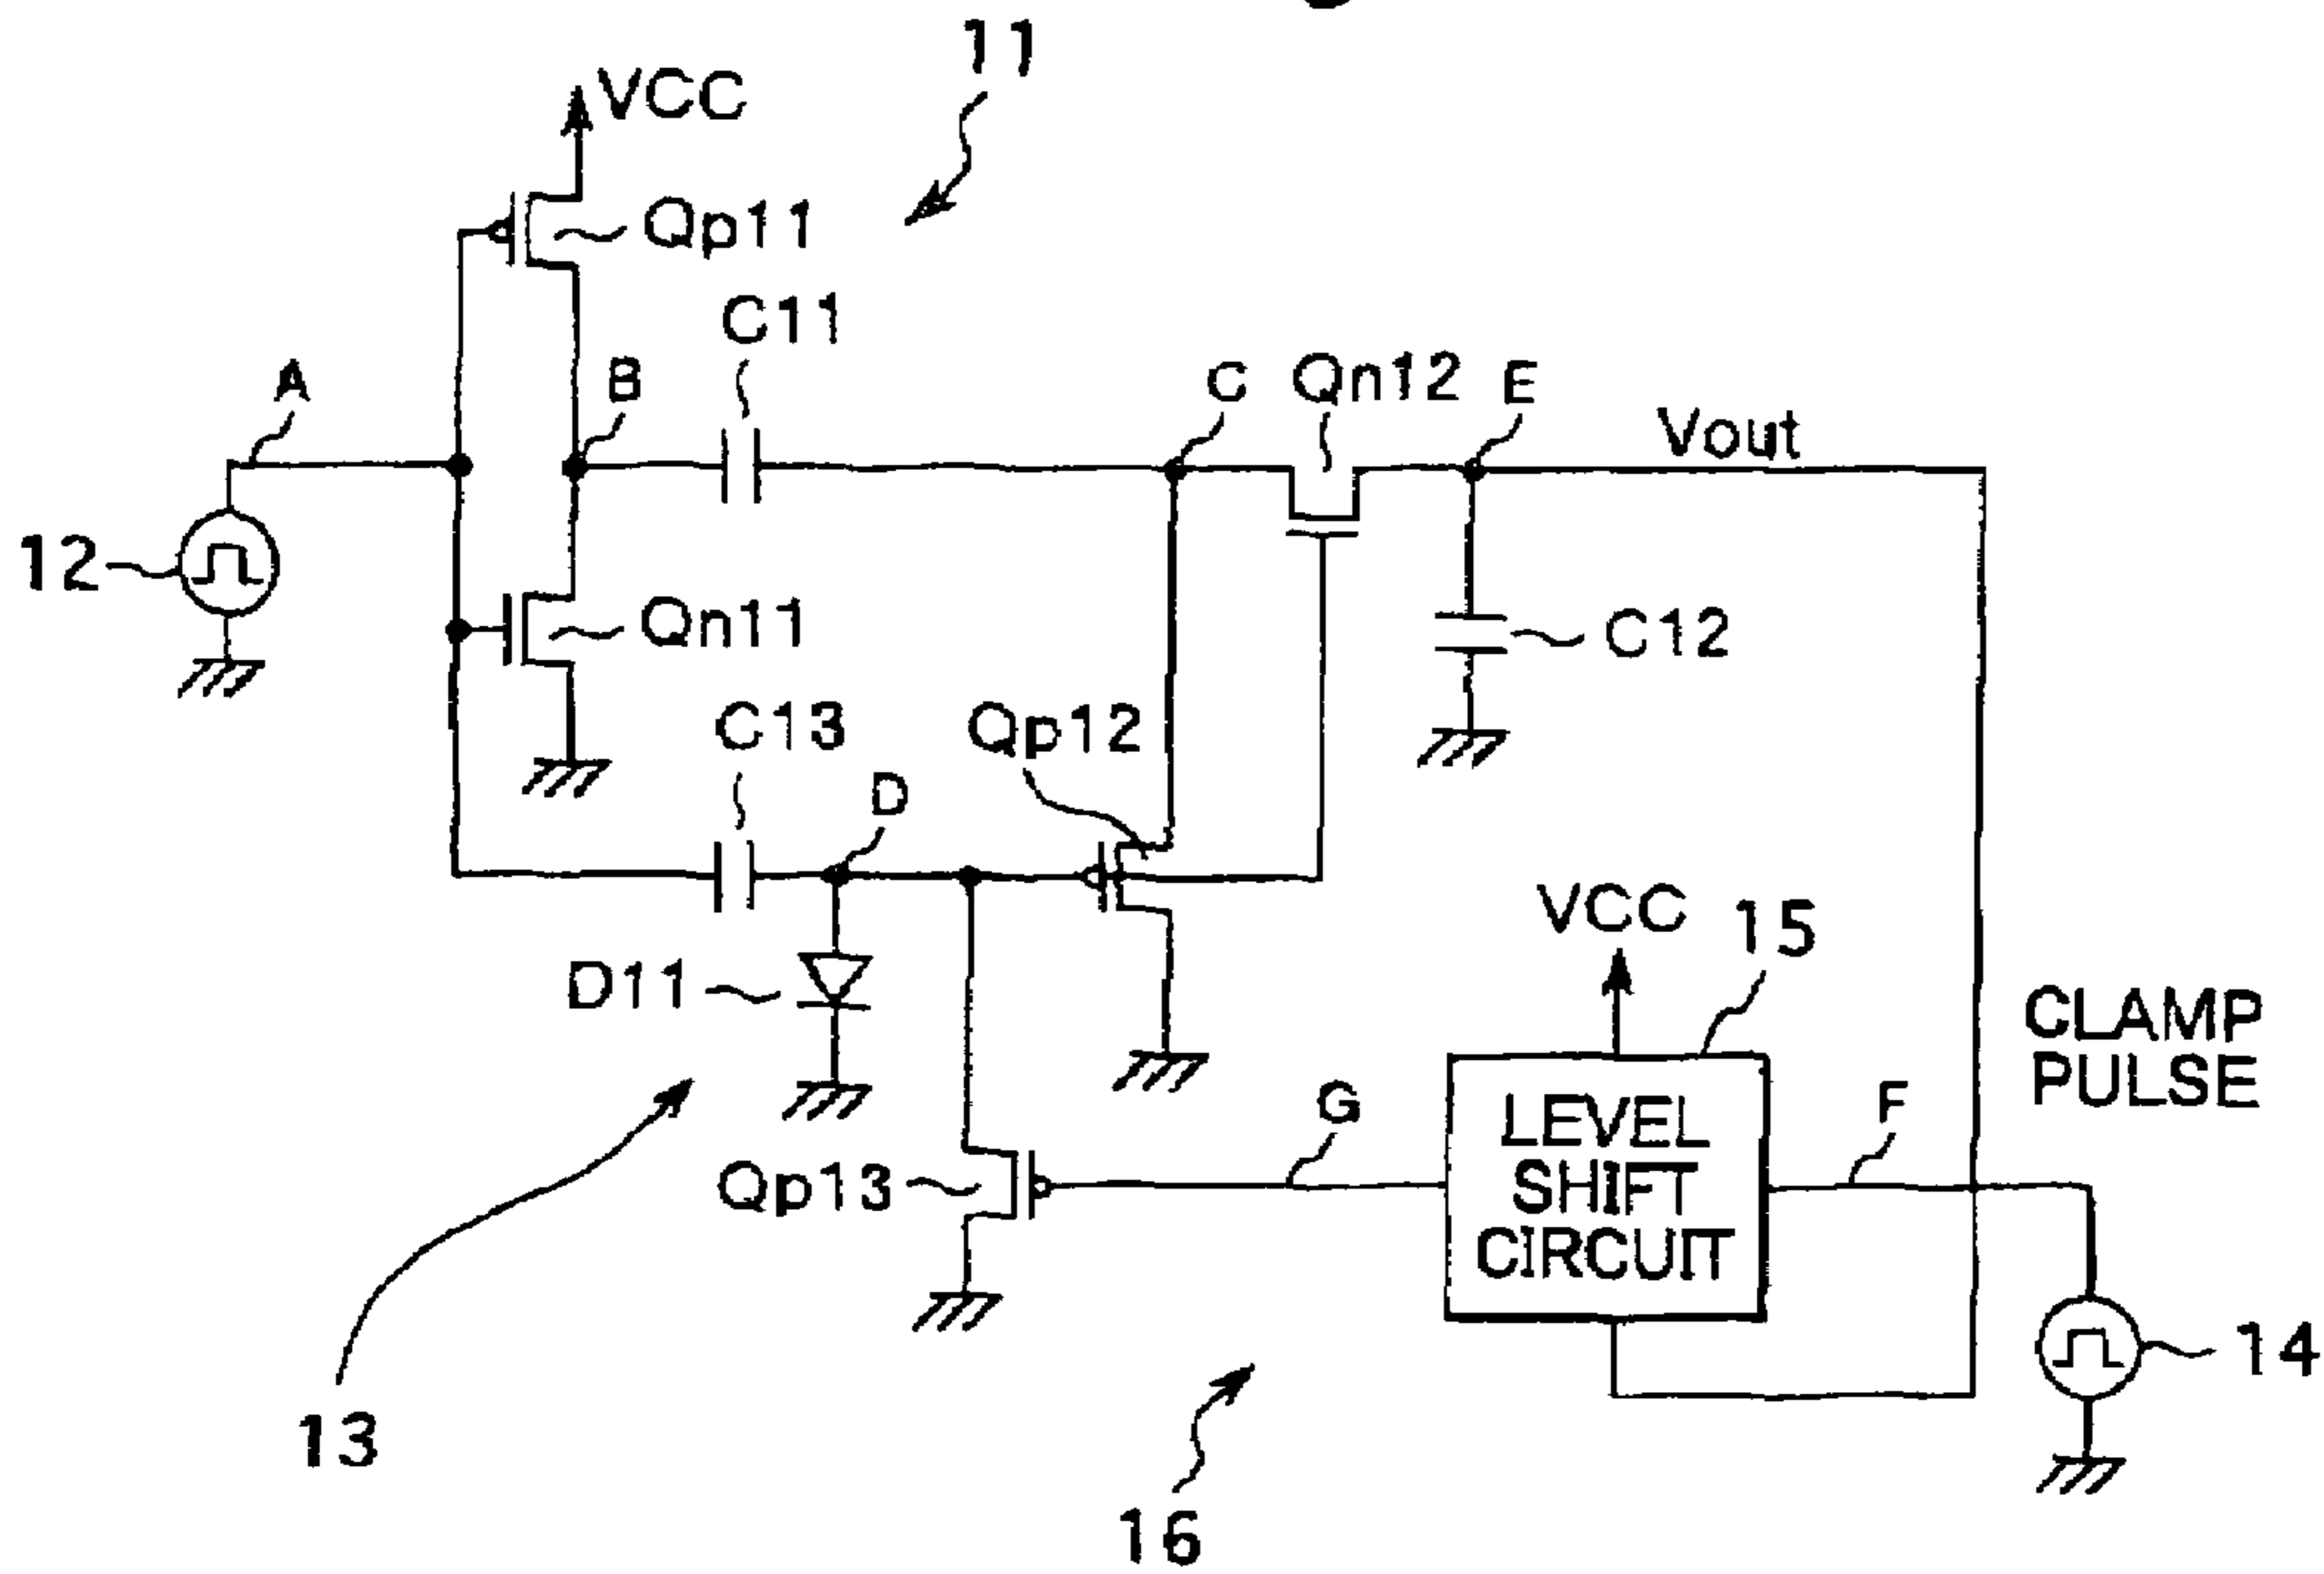 11
VCC
Qp11
C11
A
B
C
Qn12
E
Vout
12
Qn11
C12
C13
Qp12
D
VCC
15
D11
CLAMP
PULSE
G
F
LEVEL
SHIFT
CIRCUIT
Qp13
14
13
16